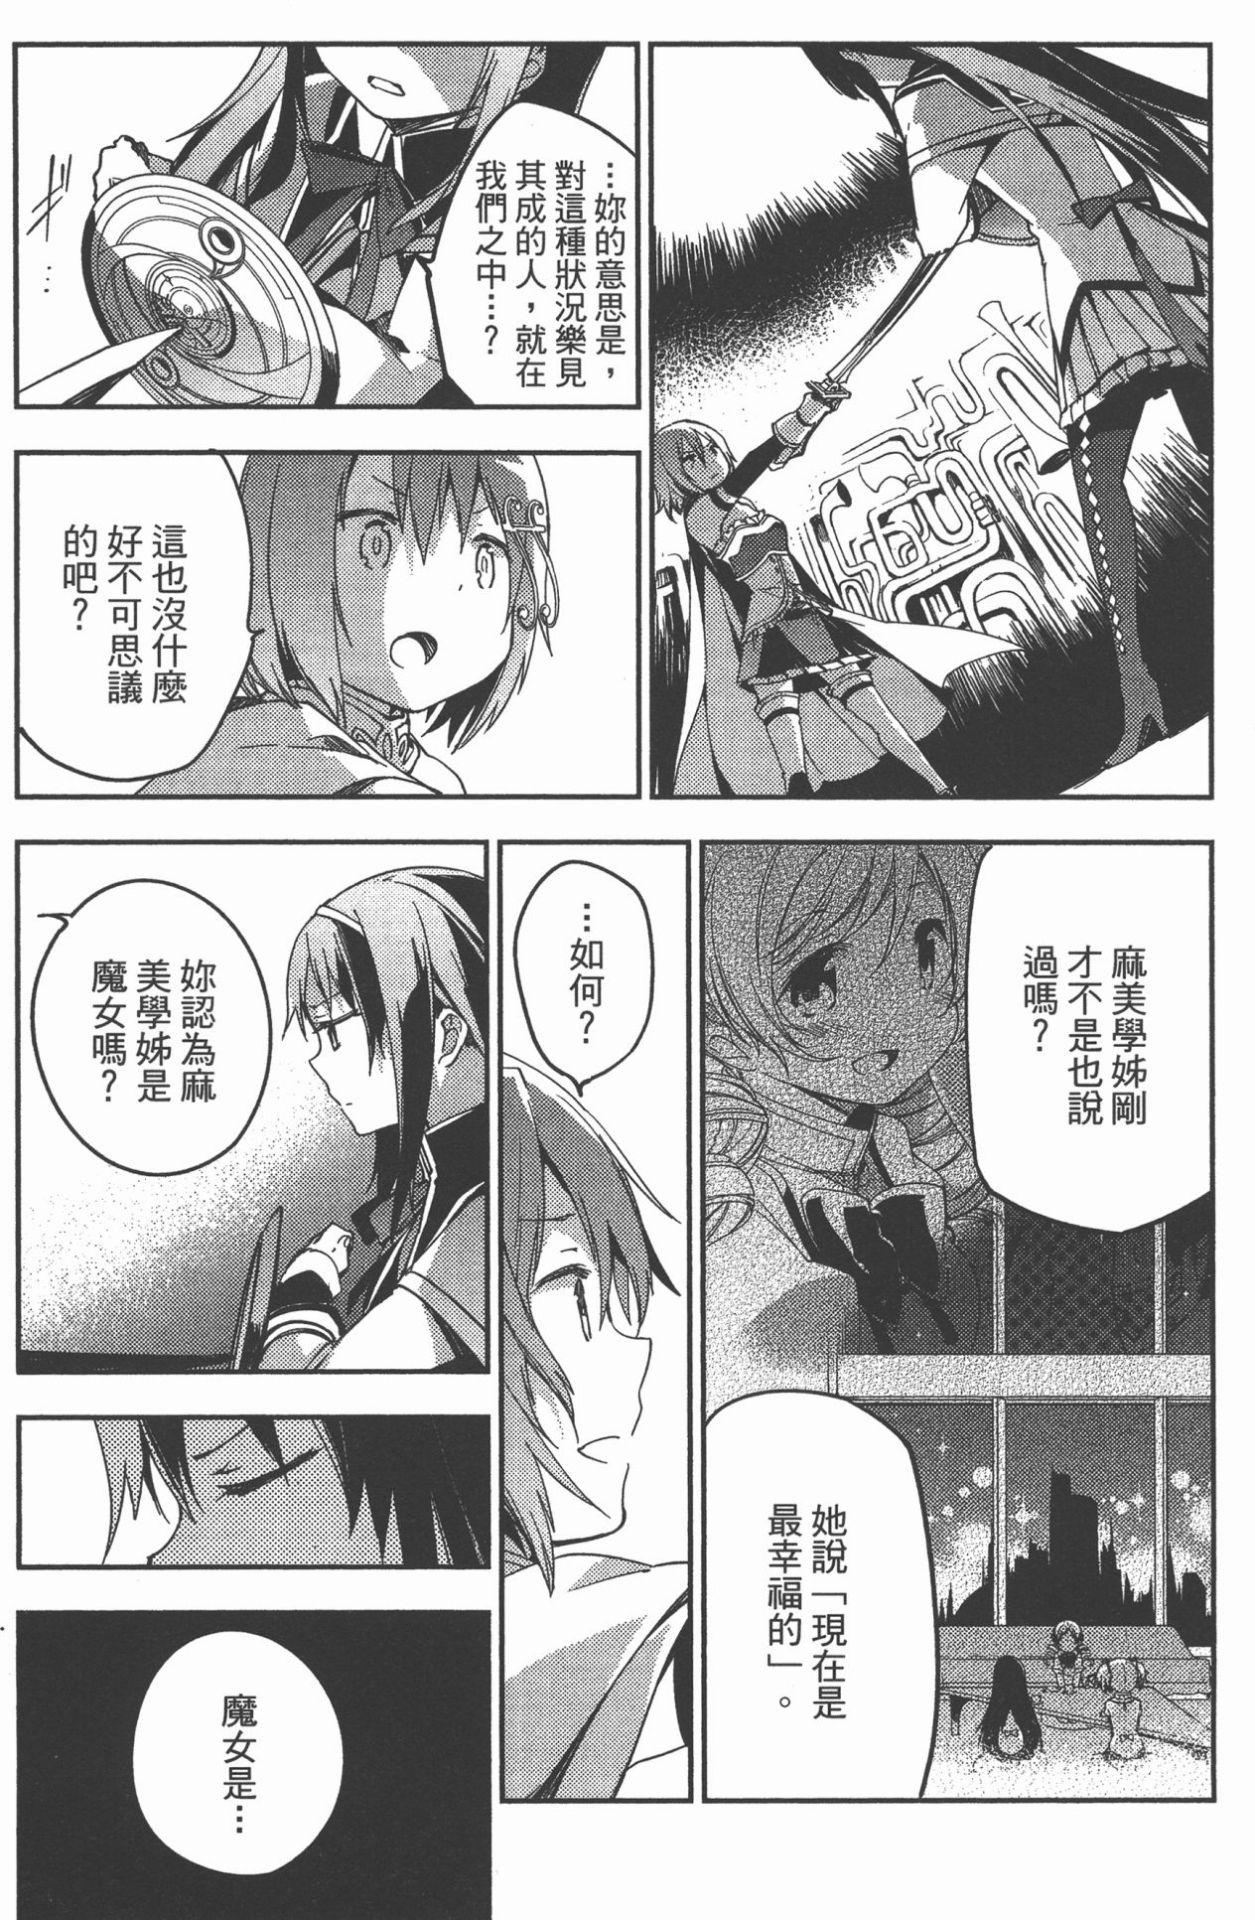 …妳的意思是，
對這種狀況樂見
其成的人，就在
我們之中…？
這也沒什麼
好不可思議
的吧？
麻美學姊剛
才不是也說
過嗎？
她說「現在是
最幸福的」。
…如何？
妳認為麻
美學姊是
魔女嗎？
魔女是…